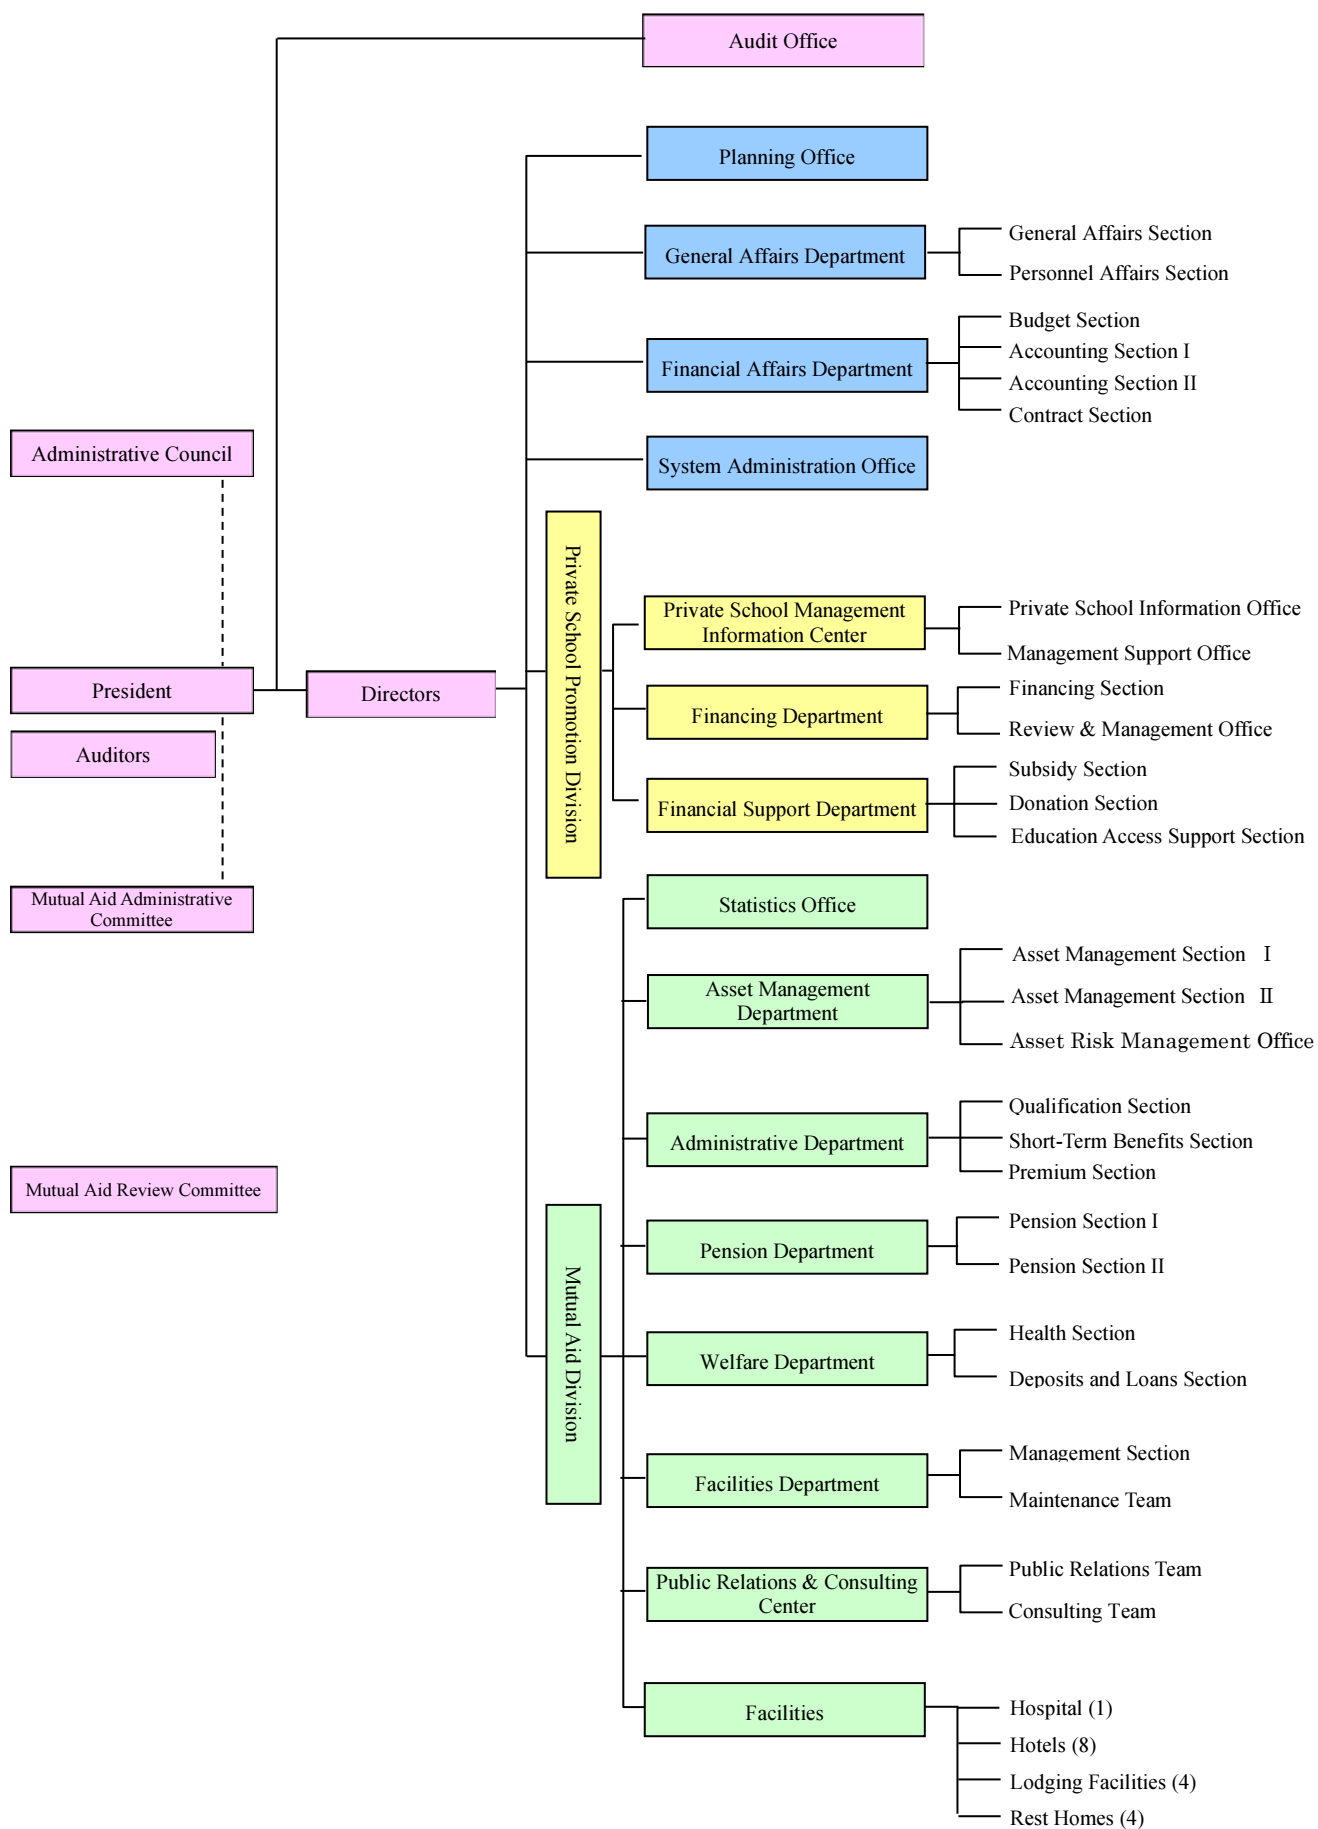 Audit Office
Planning Office
General Affairs Department
General Affairs Section
Personnel Affairs Section
Financial Affairs Department
Budget Section
Accounting Section I
Accounting Section II
Contract Section
Administrative Council
System Administration Office
Private School Promotion Division
Private School Management
Information Center
Private School Information Office
Management Support Office
President
Directors
Financing Department
Financing Section
Review & Management Office
Auditors
Financial Support Department
Subsidy Section
Donation Section
Education Access Support Section
Mutual Aid Administrative
Committee
Statistics Office
Asset Management
Department
Asset Management Section I
Asset Management Section II
Asset Risk Management Office
Administrative Department
Qualification Section
Short-Term Benefits Section
Premium Section
Mutual Aid Review Committee
Mutual Aid Division
Pension Department
Pension Section I
Pension Section II
Welfare Department
Health Section
Deposits and Loans Section
Facilities Department
Management Section
Maintenance Team
Public Relations & Consulting
Center
Public Relations Team
Consulting Team
Facilities
Hospital (1)
Hotels (8)
Lodging Facilities (4)
Rest Homes (4)